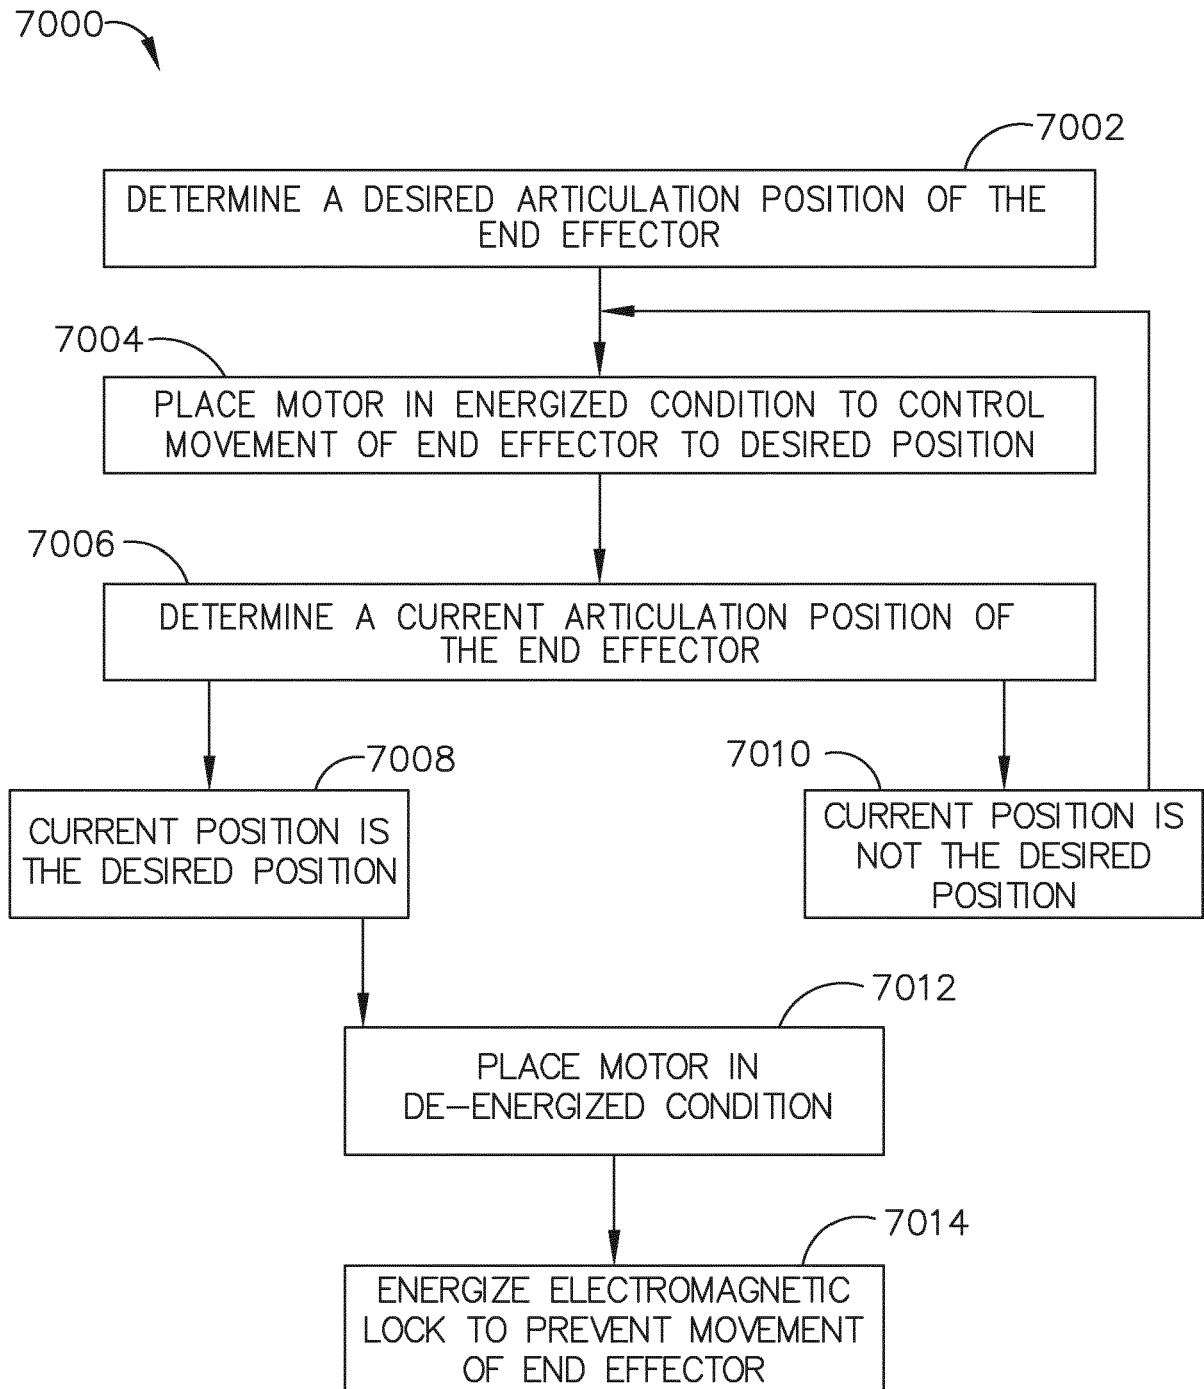 7000
7002
DETERMINE A DESIRED ARTICULATION POSITION OF THE
END EFFECTOR
7004
PLACE MOTOR IN ENERGIZED CONDITION TO CONTROL
MOVEMENT OF END EFFECTOR TO DESIRED POSITION
7006
DETERMINE A CURRENT ARTICULATION POSITION OF
THE END EFFECTOR
7008
CURRENT POSITION IS
THE DESIRED POSITION
7010
CURRENT POSITION IS
NOT THE DESIRED
POSITION
7012
PLACE MOTOR IN
DE-ENERGIZED CONDITION
7014
ENERGIZE ELECTROMAGNETIC
LOCK TO PREVENT MOVEMENT
OF END EFFECTOR